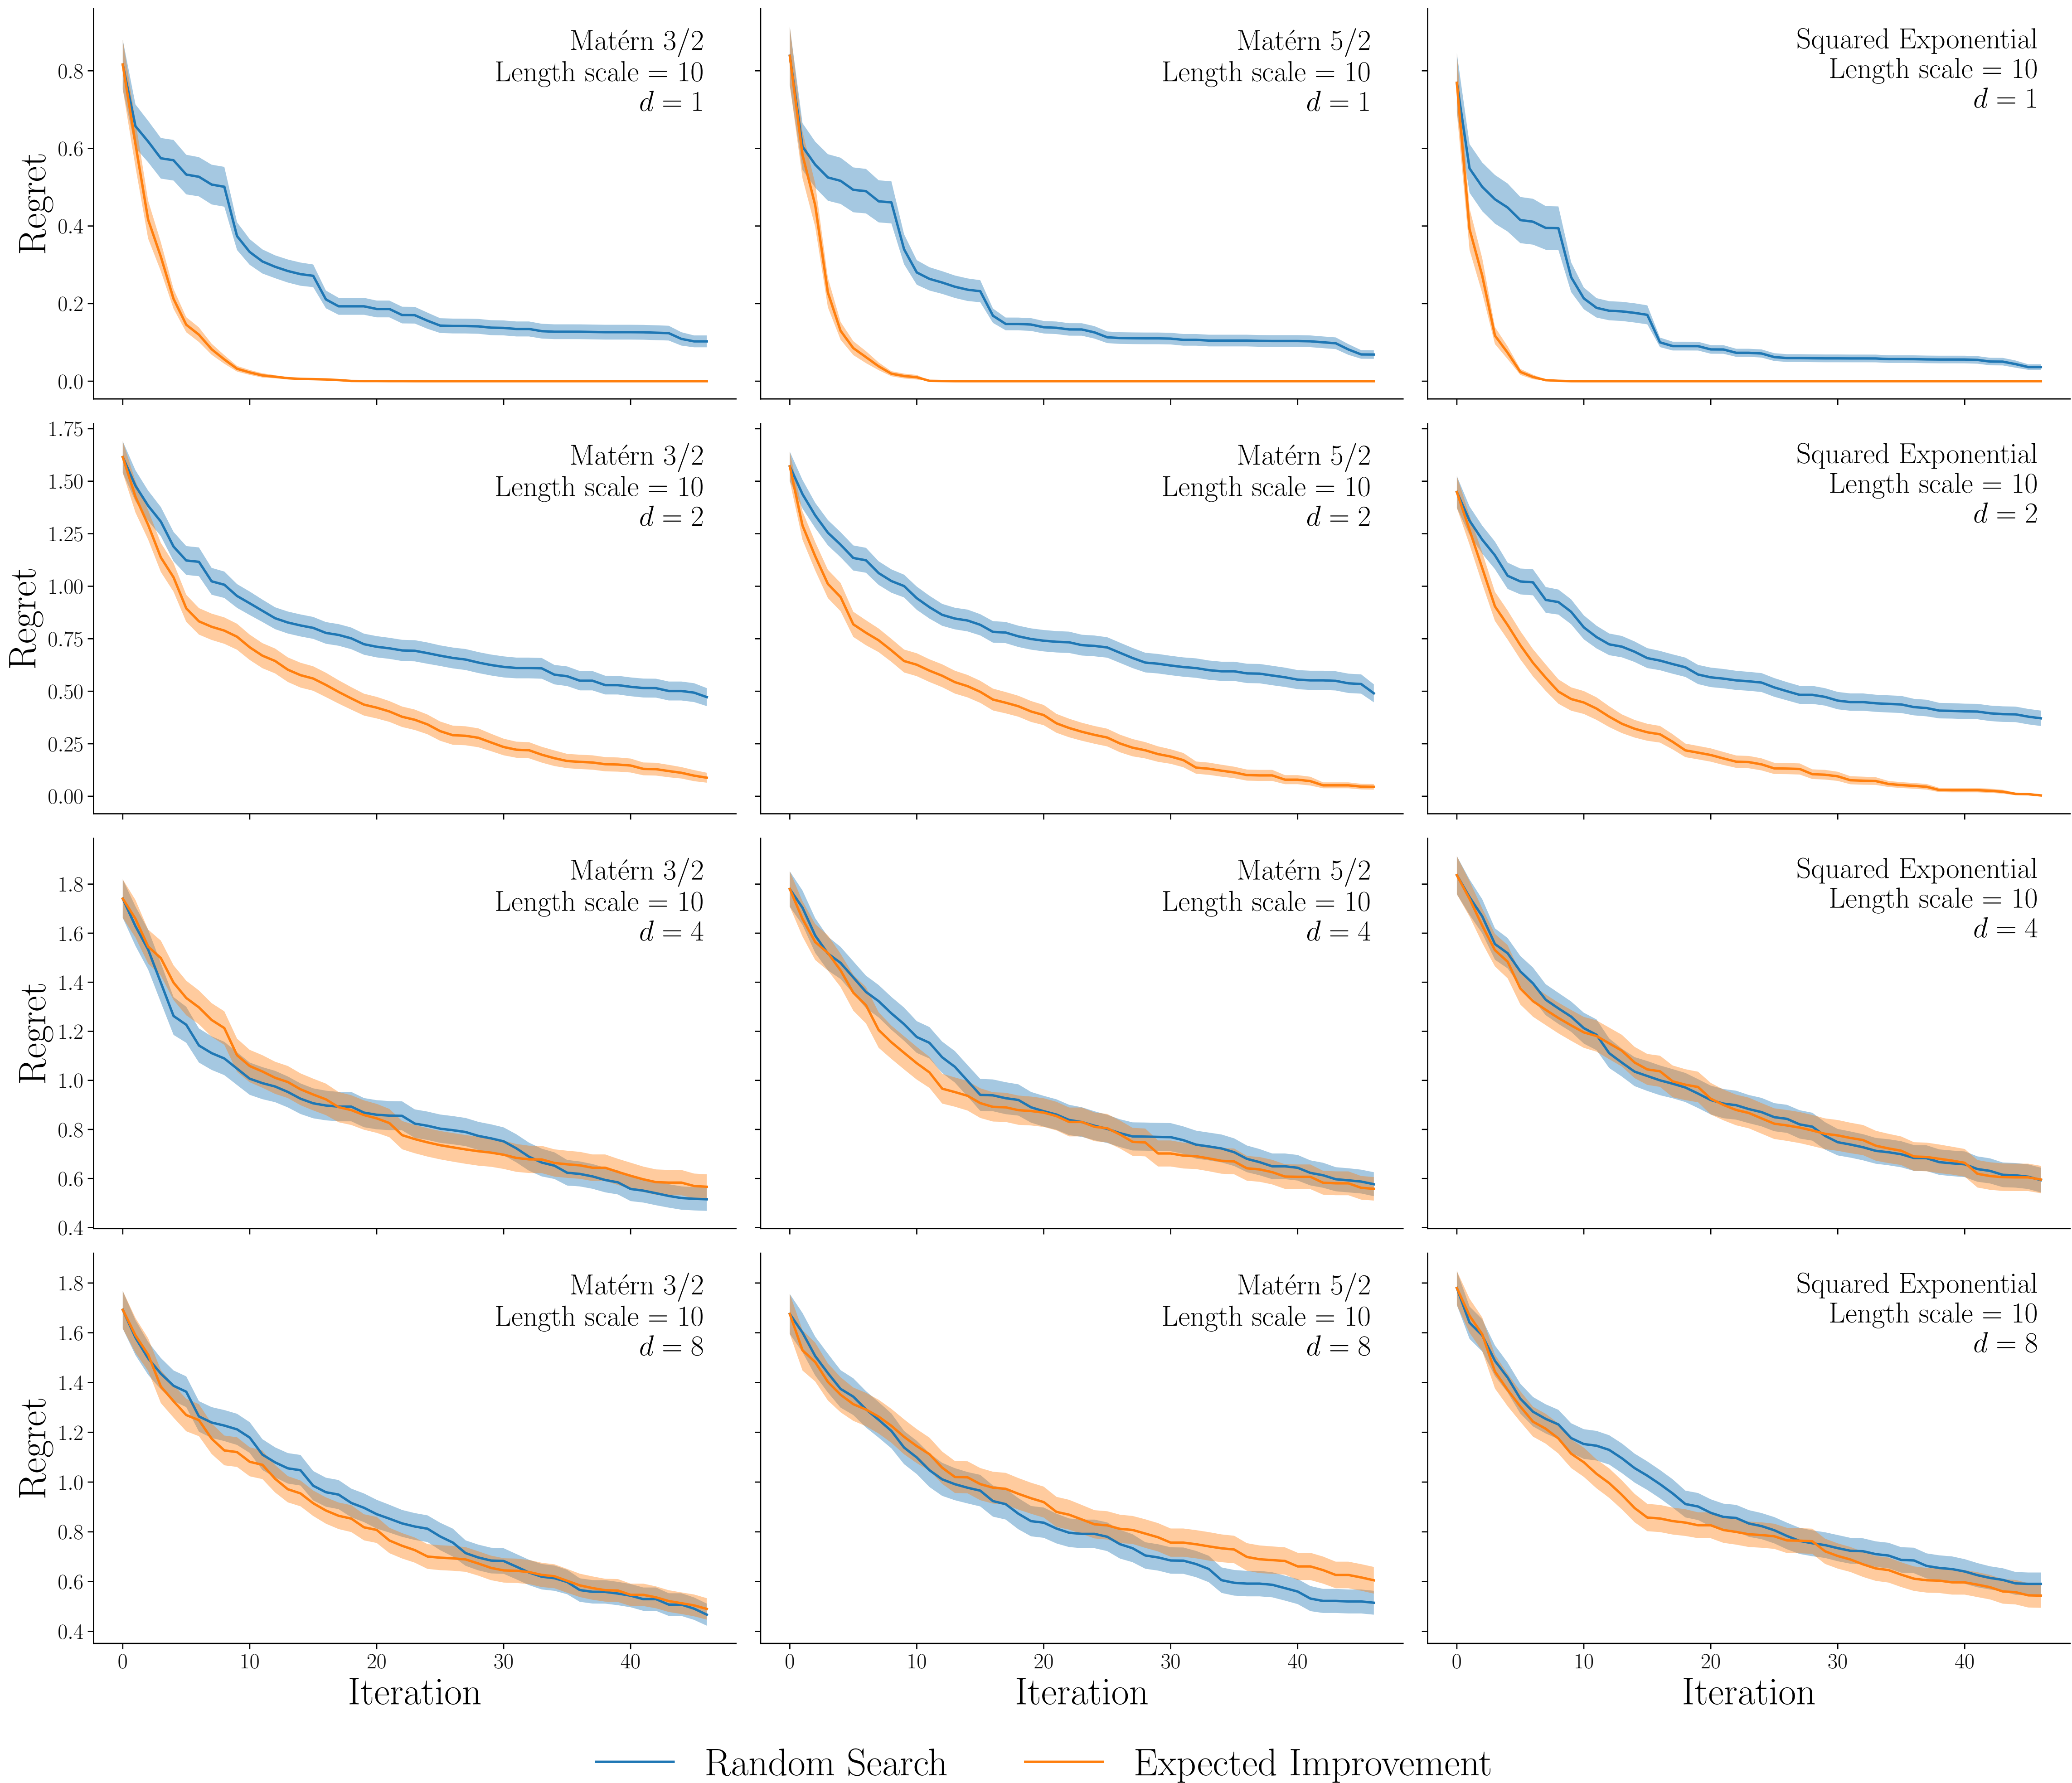 Regret
0.8
0.6
0.4
0.2
0.0
Matérn 3/2
Length scale = 10
d = 1
Matérn 5/2
Length scale = 10
d = 1
Squared Exponential
Length scale = 10
d = 1
Regret
1.75
1.50
1.25
1.00
0.75
0.50
0.25
0.00
Matérn 3/2
Length scale = 10
d = 2
Matérn 5/2
Length scale = 10
d = 2
Squared Exponential
Length scale = 10
d = 2
Regret
1.8
1.6
1.4
1.2
1.0
0.8
0.6
0.4
Matérn 3/2
Length scale = 10
d = 4
Matérn 5/2
Length scale = 10
d = 4
Squared Exponential
Length scale = 10
d = 4
Regret
1.8
1.6
1.4
1.2
1.0
0.8
0.6
0.4
Matérn 3/2
Length scale = 10
d = 8
Matérn 5/2
Length scale = 10
d = 8
Squared Exponential
Length scale = 10
d = 8
0 10 20 30 40
0 10 20 30 40
0 10 20 30 40
Iteration
Iteration
Iteration
Random Search
Expected Improvement